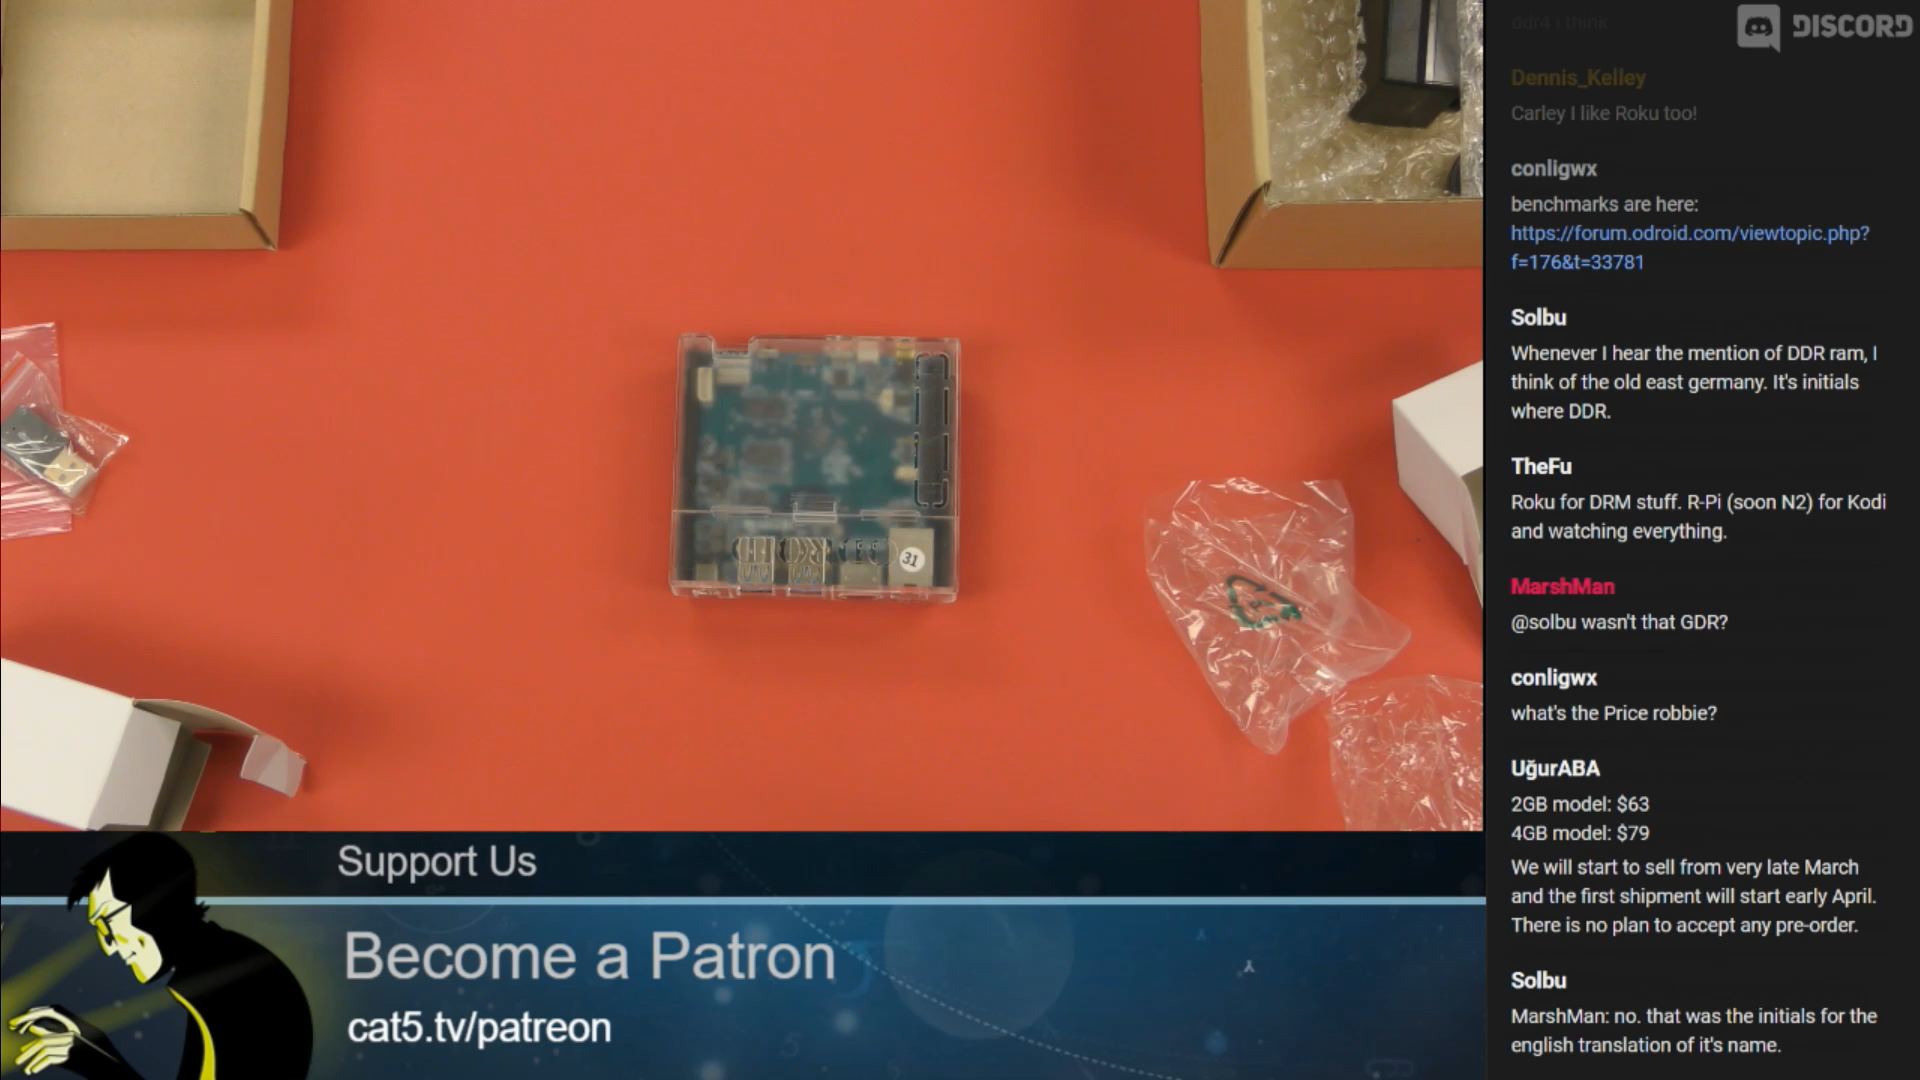 ddr4 i think
DISCORD
Dennis_Kelley
Carley I like Roku too!
conligwx
benchmarks are here:
https://forum.odroid.com/viewtopic.php?
f=176&t=33781
Solbu
Whenever I hear the mention of DDR ram, I
think of the old east germany. It's initials
where DDR.
TheFu
Roku for DRM stuff. R-Pi (soon N2) for Kodi
and watching everything.
MarshMan
@solbu wasn't that GDR?
conligwx
what's the Price robbie?
UğurABA
2GB model: $63
4GB model: $79
We will start to sell from very late March
and the first shipment will start early April.
There is no plan to accept any pre-order.
Solbu
MarshMan: no. that was the initials for the
english translation of it's name.
31
Support Us
Become a Patron
cat5.tv/patreon